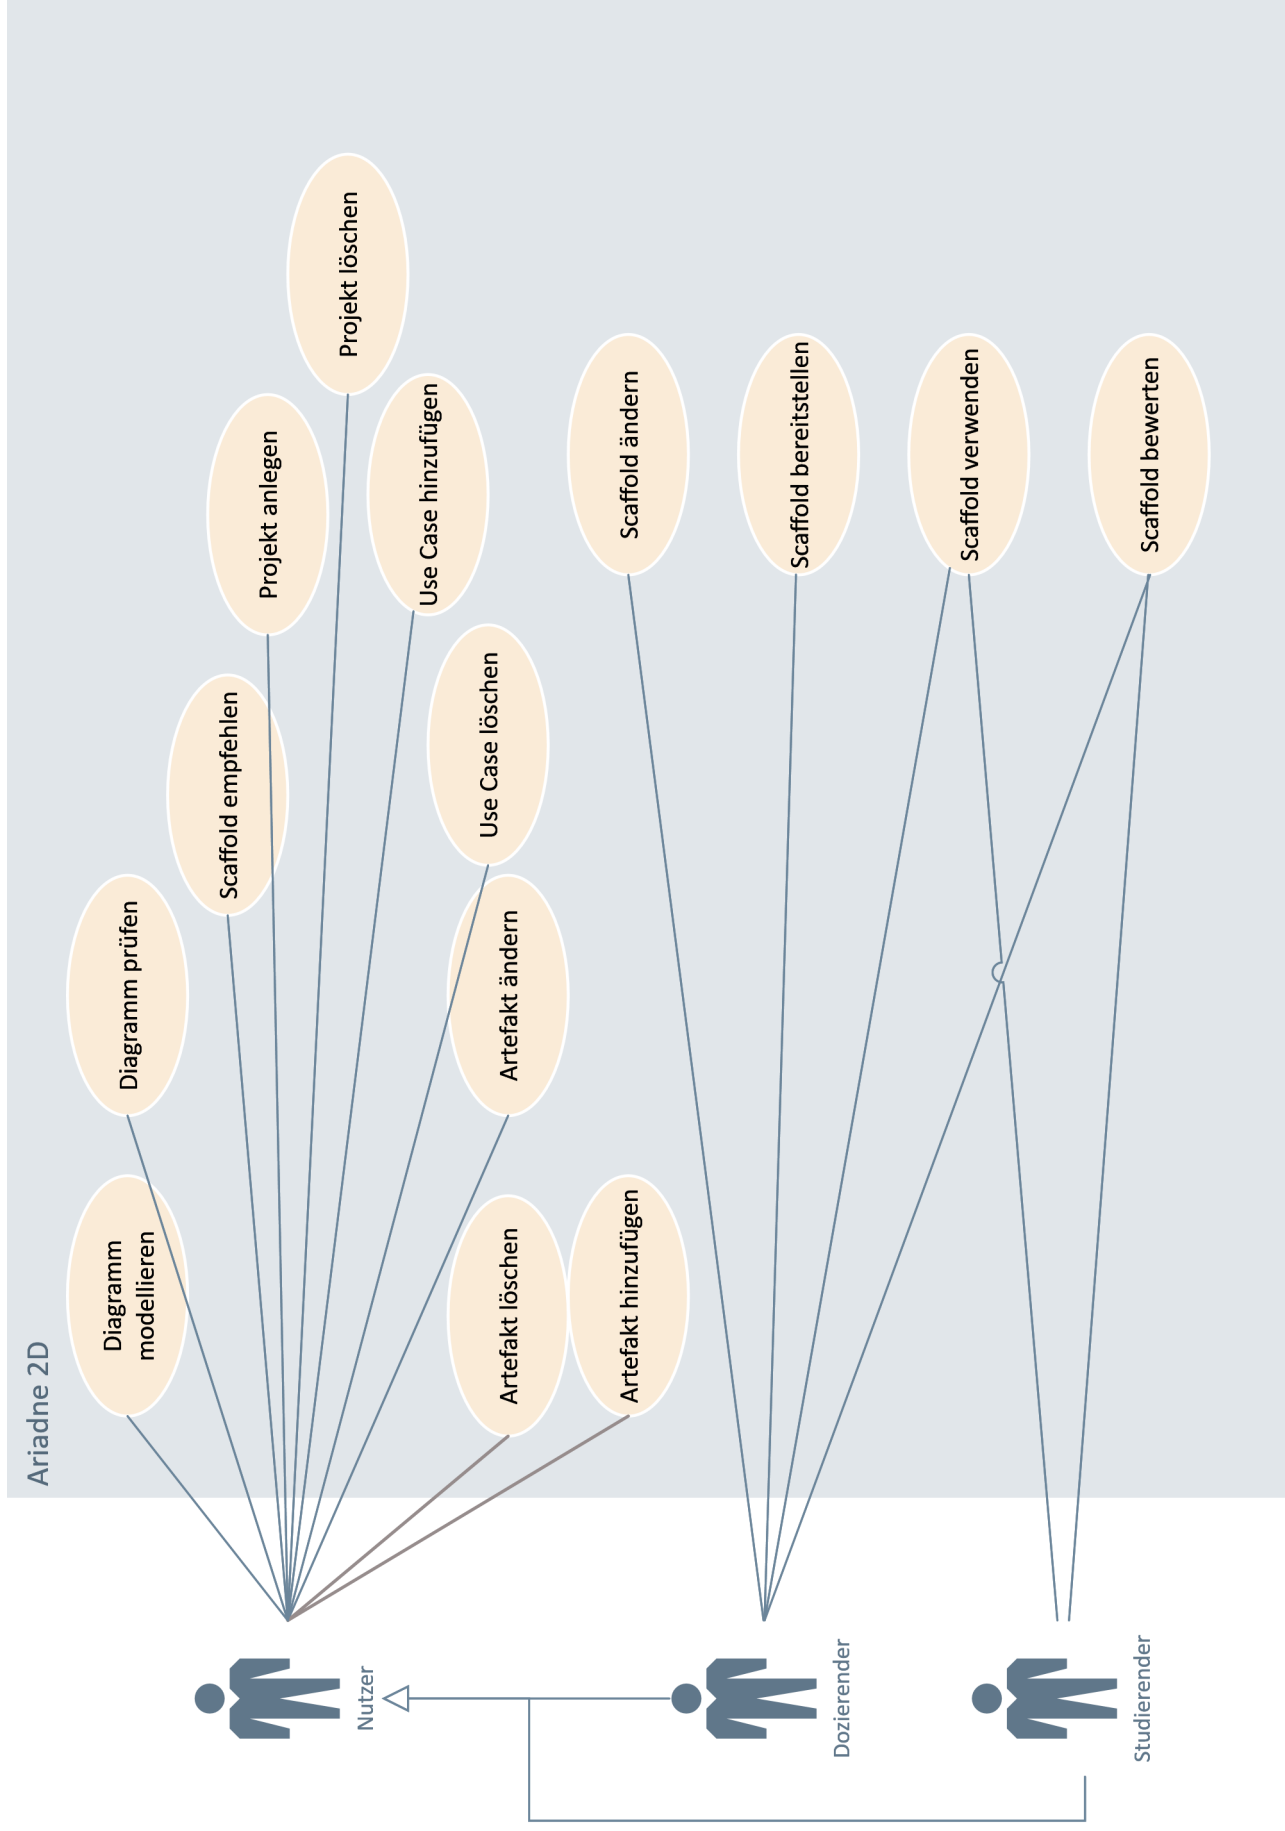 Ariadne 2D
Diagramm
modellieren
Diagramm prüfen
Scaffold empfehlen
Projekt anlegen
Projekt löschen
Use Case hinzufügen
Use Case löschen
Artefakt ändern
Artefakt löschen
Artefakt hinzufügen
Scaffold ändern
Scaffold bereitstellen
Scaffold verwenden
Scaffold bewerten
Nutzer
Dozierender
Studierender